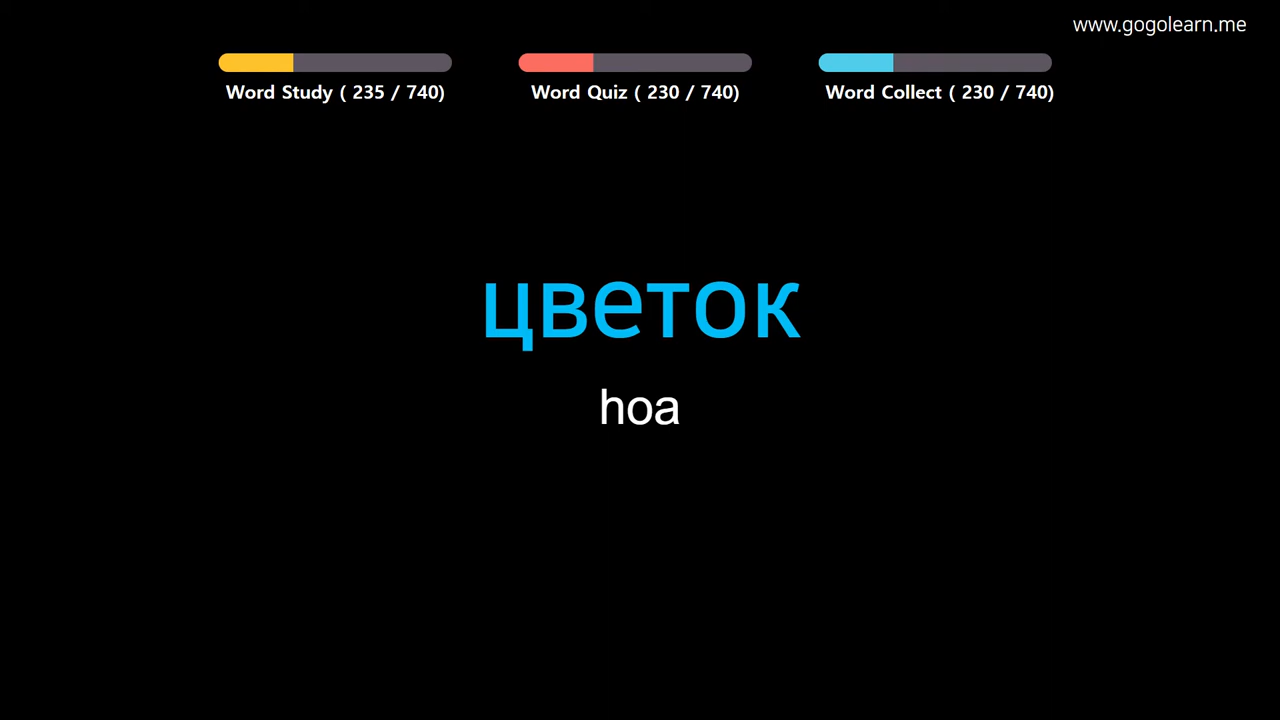 www.gogolearn.me
Word Study ( 235 / 740)
Word Quiz ( 230 / 740)
Word Collect ( 230 / 740)
цветок
hoa